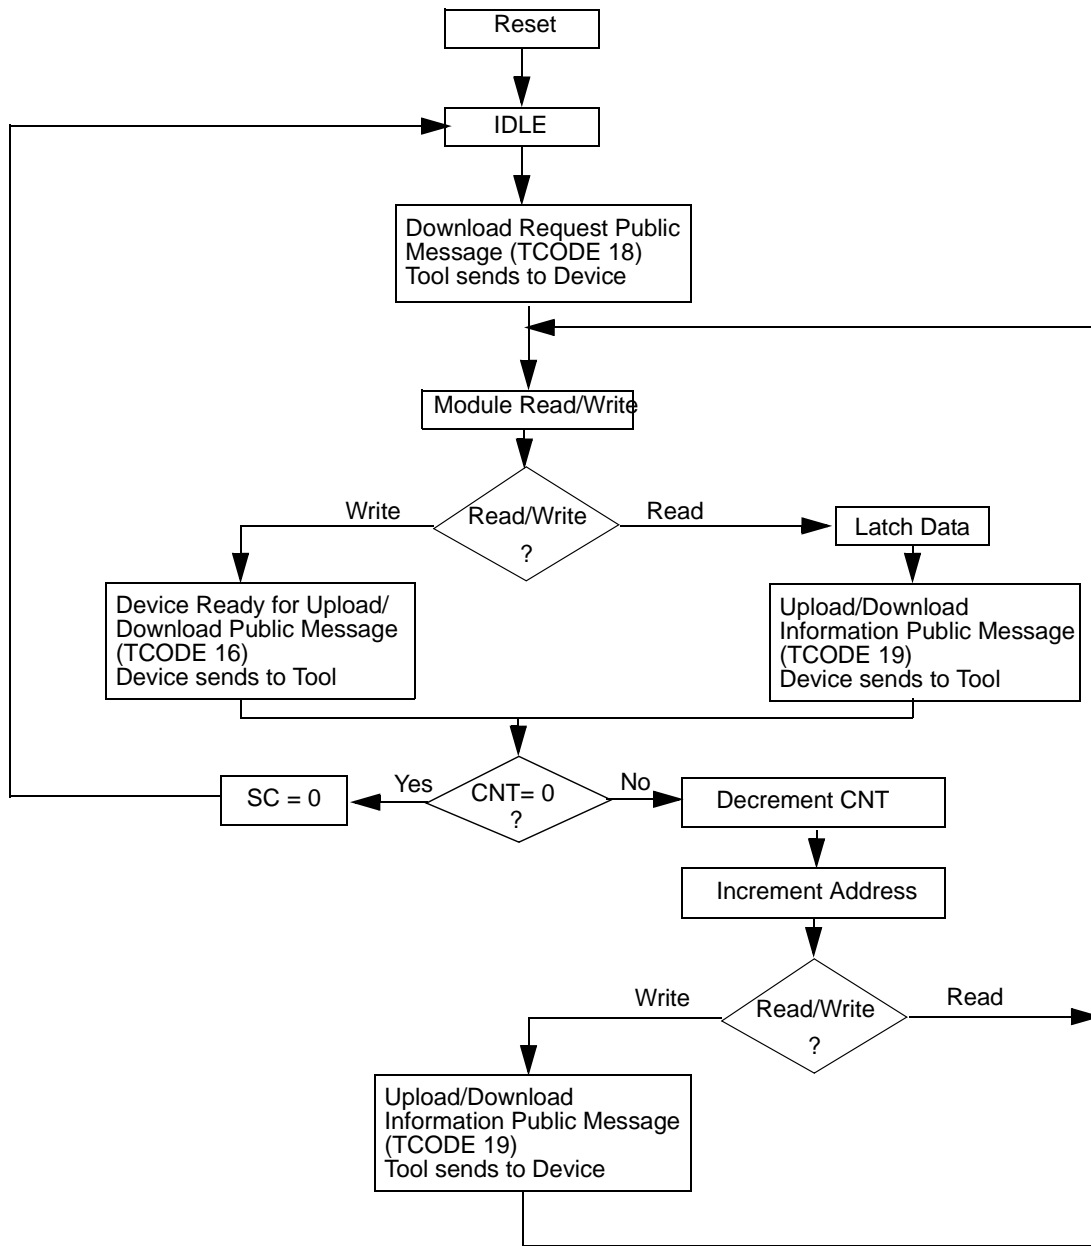 Reset
IDLE
Download Request Public
Message (TCODE 18)
Tool sends to Device
Module Read/Write
Write
Read/Write
?
Read
Latch Data
Device Ready for Upload/
Download Public Message
(TCODE 16)
Device sends to Tool
Upload/Download
Information Public Message
(TCODE 19)
Device sends to Tool
SC = 0
Yes
CNT= 0
?
No
Decrement CNT
Increment Address
Write
Read/Write
?
Read
Upload/Download
Information Public Message
(TCODE 19)
Tool sends to Device